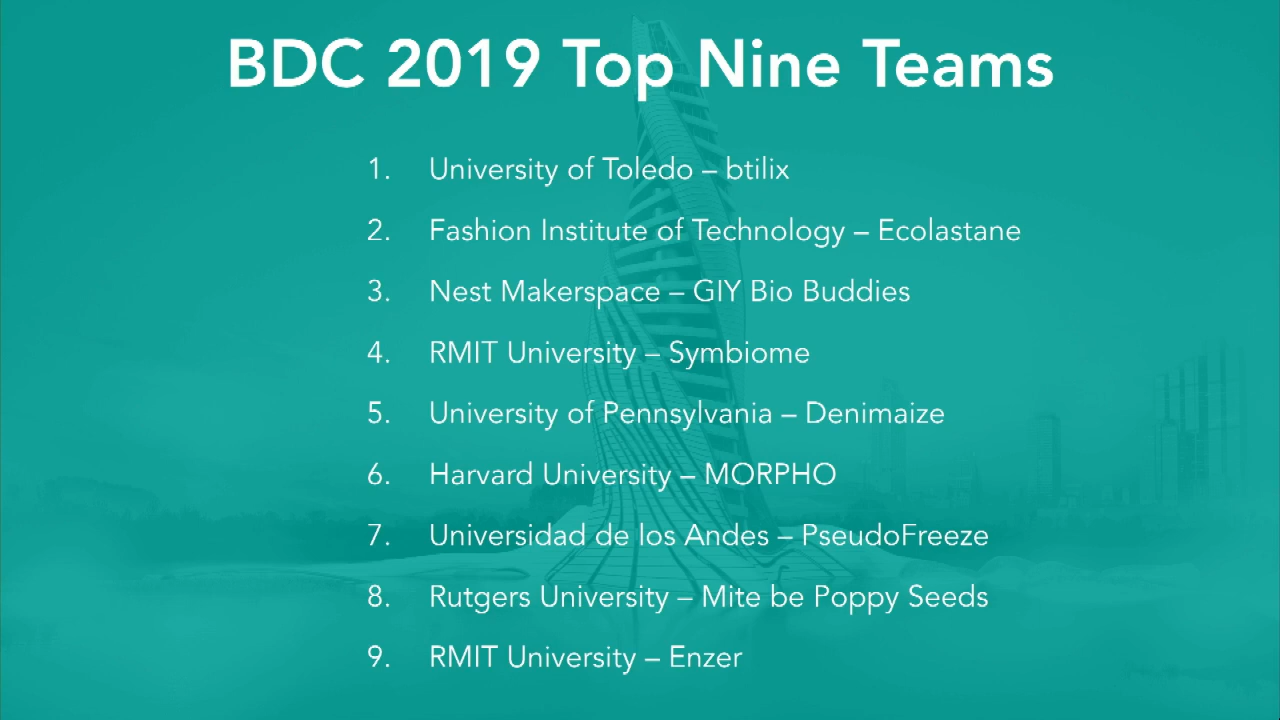 BDC 2019 Top Nine Teams
1. University of Toledo – btilix
2. Fashion Institute of Technology – Ecolastane
3. Nest Makerspace – GIY Bio Buddies
4. RMIT University – Symbiome
5. University of Pennsylvania – Denimaize
6. Harvard University – MORPHO
7. Universidad de los Andes – PseudoFreeze
8. Rutgers University – Mite be Poppy Seeds
9. RMIT University – Enzer